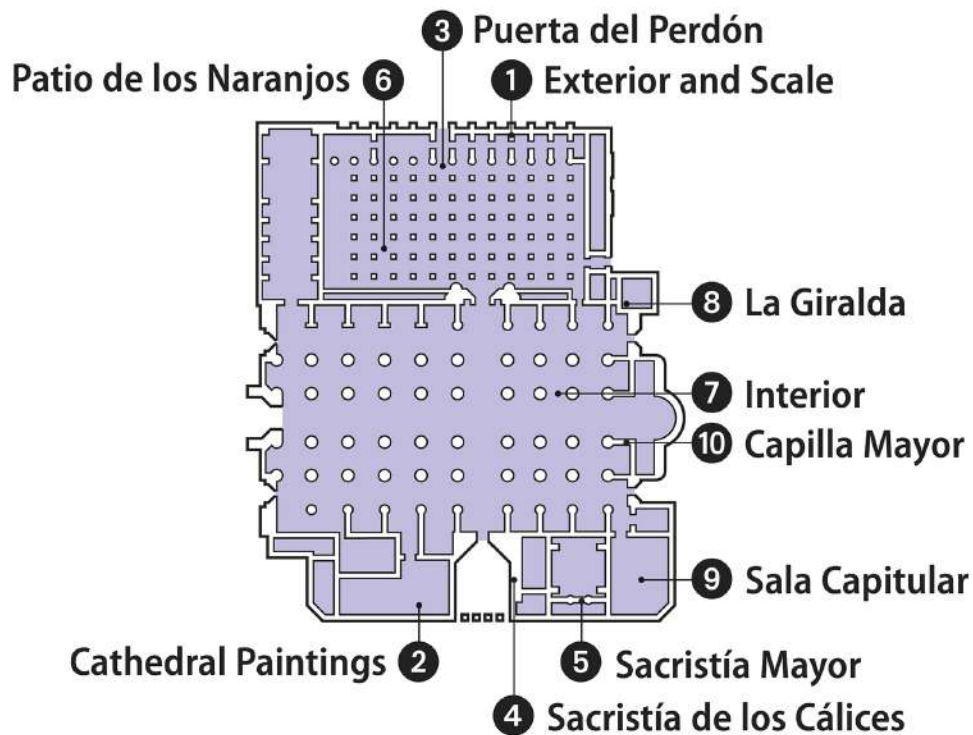 3 Puerta del Perdón
Patio de los Naranjos 6
1 Exterior and Scale
8 La Giralda
7 Interior
10 Capilla Mayor
9 Sala Capitular
Cathedral Paintings 2
5 Sacristía Mayor
4 Sacristía de los Cálices